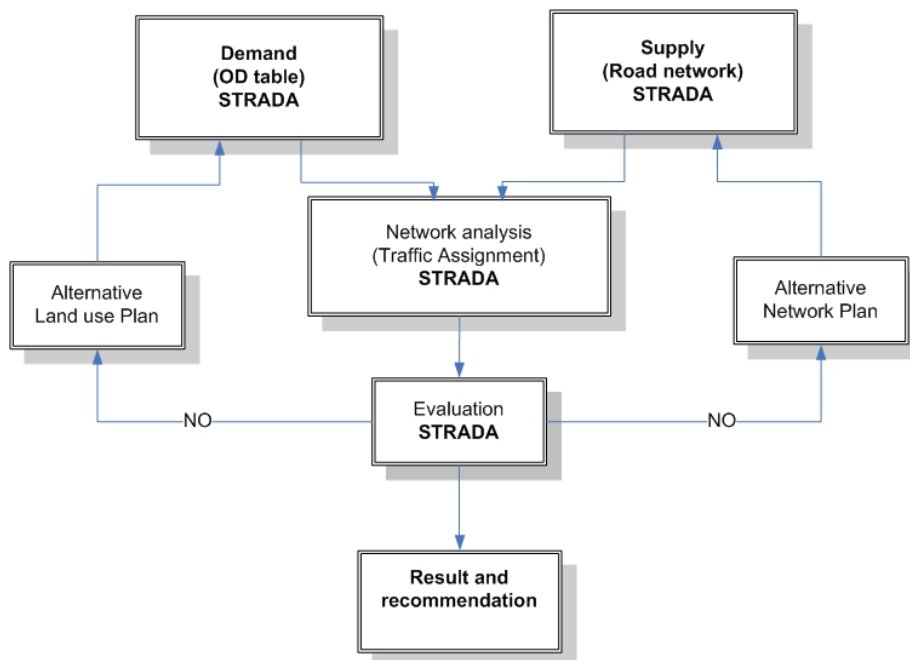 Demand
(OD table)
STRADA
Supply
(Road network)
STRADA
Network analysis
(Traffic Assignment)
STRADA
Alternative
Land use Plan
Alternative
Network Plan
Evaluation
STRADA
NO
NO
Result and
recommendation